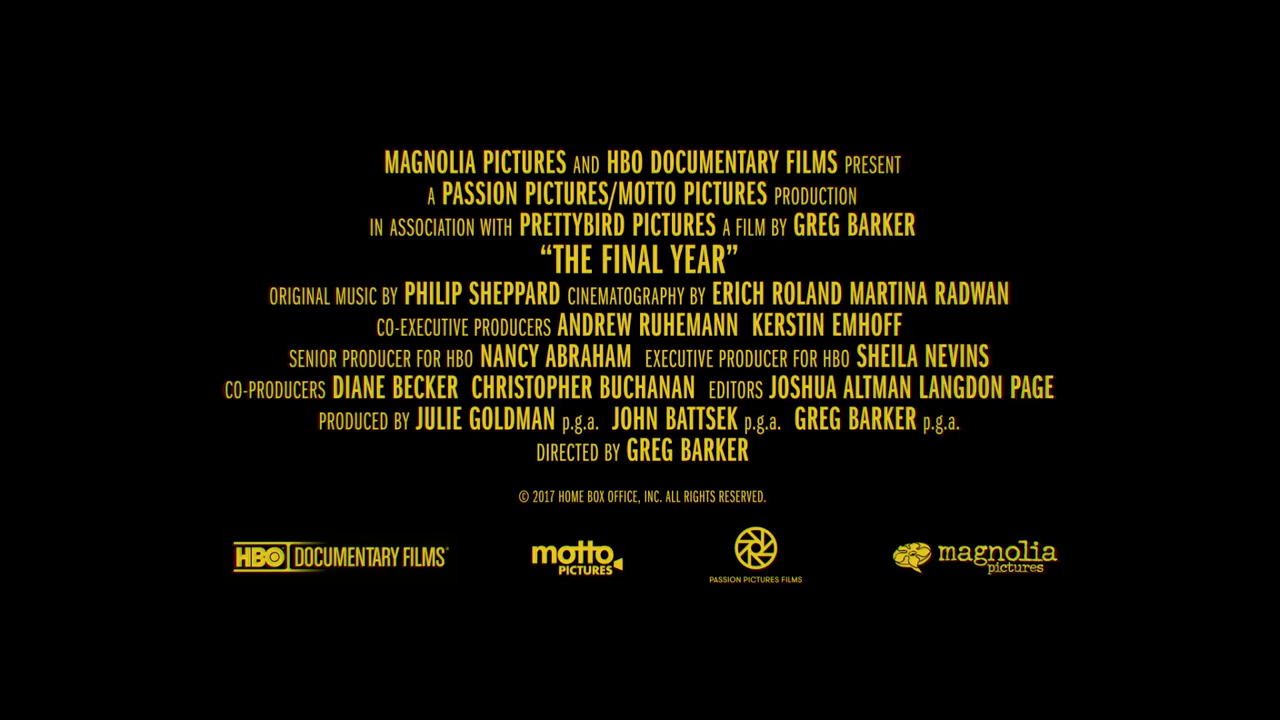 MAGNOLIA PICTURES AND HBO DOCUMENTARY FILMS PRESENT
A PASSION PICTURES/MOTTO PICTURES PRODUCTION
IN ASSOCIATION WITH PRETTYBIRD PICTURES A FILM BY GREG BARKER
“THE FINAL YEAR”
ORIGINAL MUSIC BY PHILIP SHEPPARD CINEMATOGRAPHY BY ERICH ROLAND MARTINA RADWAN
CO-EXECUTIVE PRODUCERS ANDREW RUHEMANN KERSTIN EMHOFF
SENIOR PRODUCER FOR HBO NANCY ABRAHAM EXECUTIVE PRODUCER FOR HBO SHEILA NEVINS
CO-PRODUCERS DIANE BECKER CHRISTOPHER BUCHANAN EDITORS JOSHUA ALTMAN LANGDON PAGE
PRODUCED BY JULIE GOLDMAN p.g.a. JOHN BATTSEK p.g.a. GREG BARKER p.g.a.
DIRECTED BY GREG BARKER
© 2017 HOME BOX OFFICE, INC. ALL RIGHTS RESERVED.
HBO DOCUMENTARY FILMS
motto
PICTURES
PASSION PICTURES FILMS
magnolia
pictures